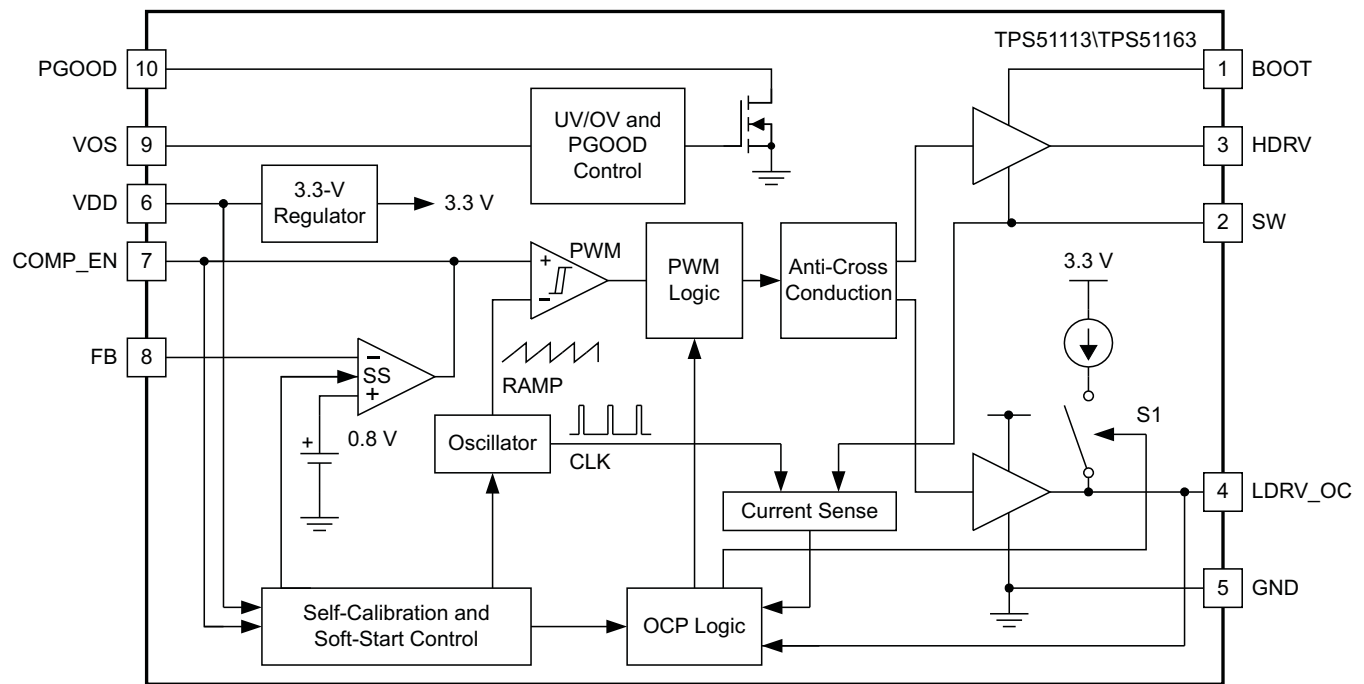 TPS51113\TPS51163
PGOOD
10
1
BOOT
UV/OV and
PGOOD
Control
VOS
9
3
HDRV
VDD
6
3.3-V
Regulator
3.3 V
2
SW
COMP_EN
7
+
−
PWM
PWM
Logic
Anti-Cross
Conduction
3.3 V
FB
8
−
SS
+
RAMP
+
0.8 V
Oscillator
CLK
S1
Current Sense
4
LDRV_OC
5
GND
Self-Calibration and
Soft-Start Control
OCP Logic